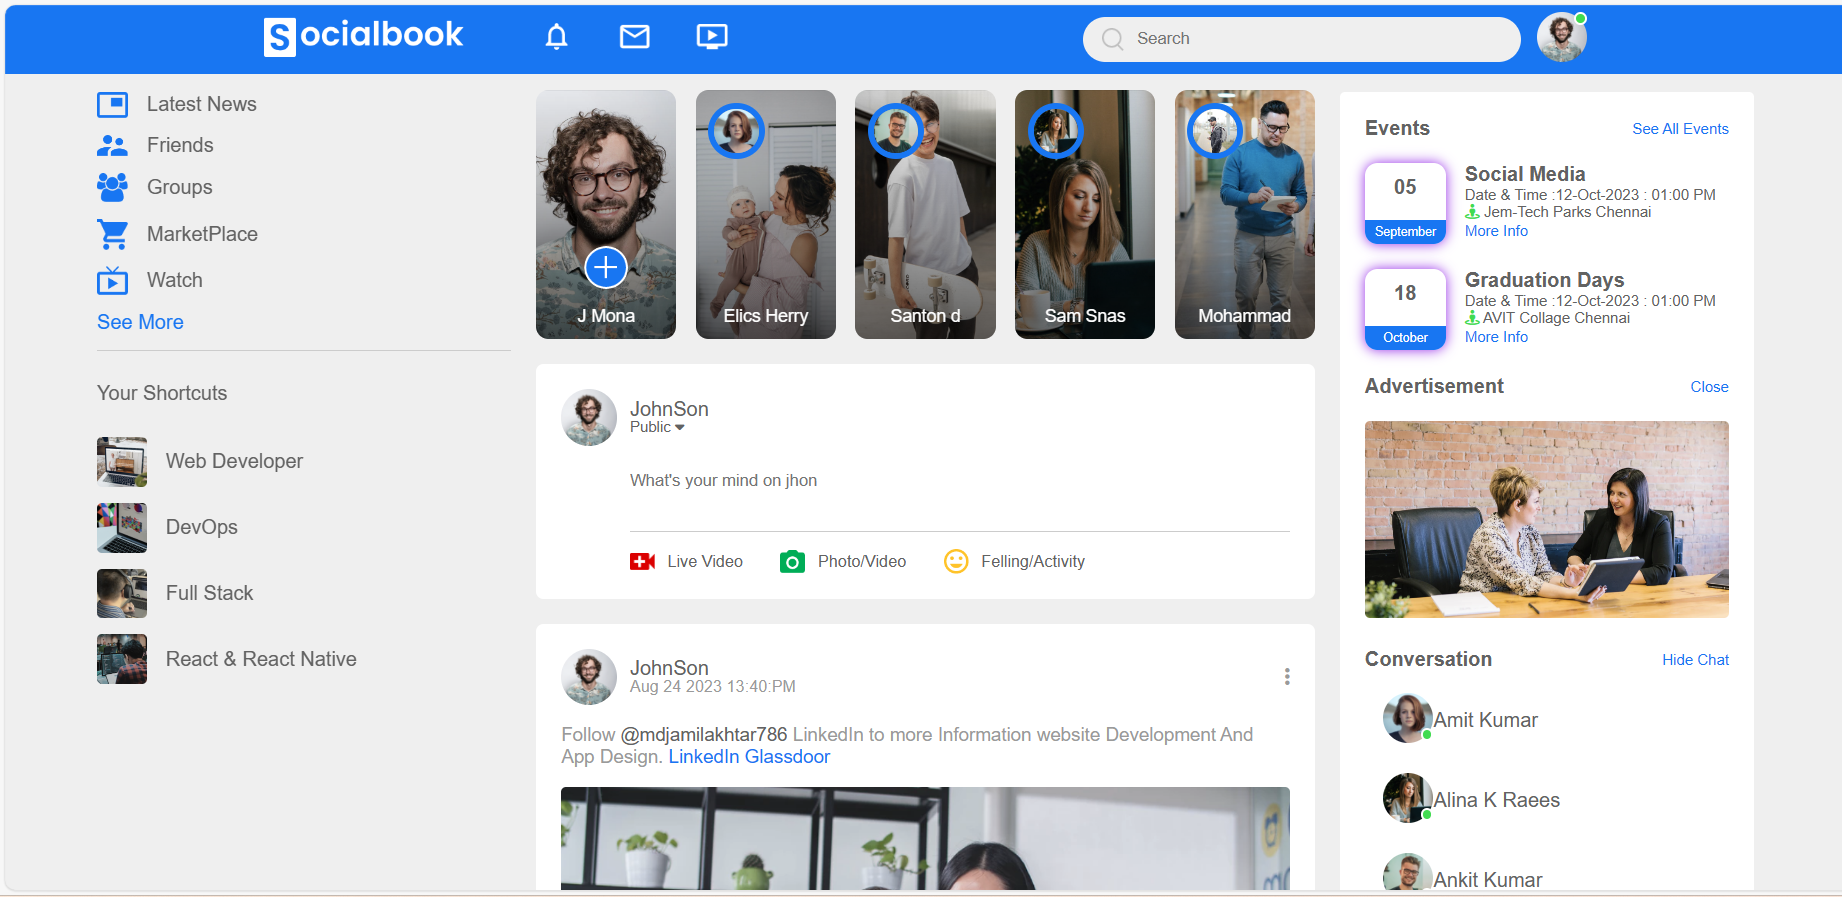 Socialbook
Search
Latest News
Friends
Groups
MarketPlace
Watch
See More
Your Shortcuts
Web Developer
DevOps
Full Stack
React & React Native
J Mona
Elics Herry
Santon d
Sam Snas
Mohammad
JohnSon
Public
What's your mind on jhon
Live Video
Photo/Video
Felling/Activity
JohnSon
Aug 24 2023 13:40:PM
Follow @mdjamilakhtar786 LinkedIn to more Information website Development And
App Design. LinkedIn Glassdoor
Events
See All Events
05
September
Social Media
Date & Time :12-Oct-2023 : 01:00 PM
Jem-Tech Parks Chennai
More Info
18
October
Graduation Days
Date & Time :12-Oct-2023 : 01:00 PM
AVIT Collage Chennai
More Info
Advertisement
Close
Conversation
Hide Chat
Amit Kumar
Alina K Raees
Ankit Kumar